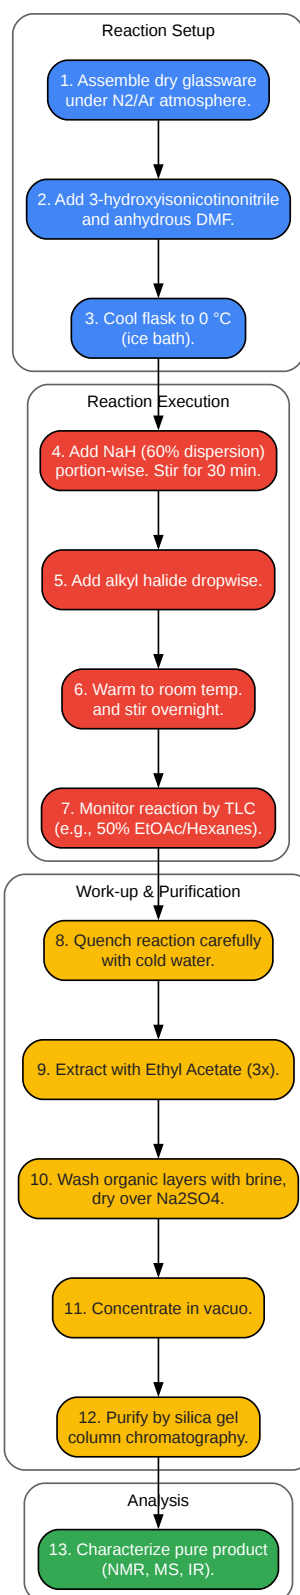 Reaction Setup
1. Assemble dry glassware
under N2/Ar atmosphere.
2. Add 3-hydroxyisonicotinonitrile
and anhydrous DMF.
3. Cool flask to 0 °C
(ice bath).
Reaction Execution
4. Add NaH (60% dispersion)
portion-wise. Stir for 30 min.
5. Add alkyl halide dropwise.
6. Warm to room temp.
and stir overnight.
7. Monitor reaction by TLC
(e.g., 50% EtOAc/Hexanes).
Work-up & Purification
8. Quench reaction carefully
with cold water.
9. Extract with Ethyl Acetate (3x).
10. Wash organic layers with brine,
dry over Na2SO4.
11. Concentrate in vacuo.
12. Purify by silica gel
column chromatography.
Analysis
13. Characterize pure product
(NMR, MS, IR).